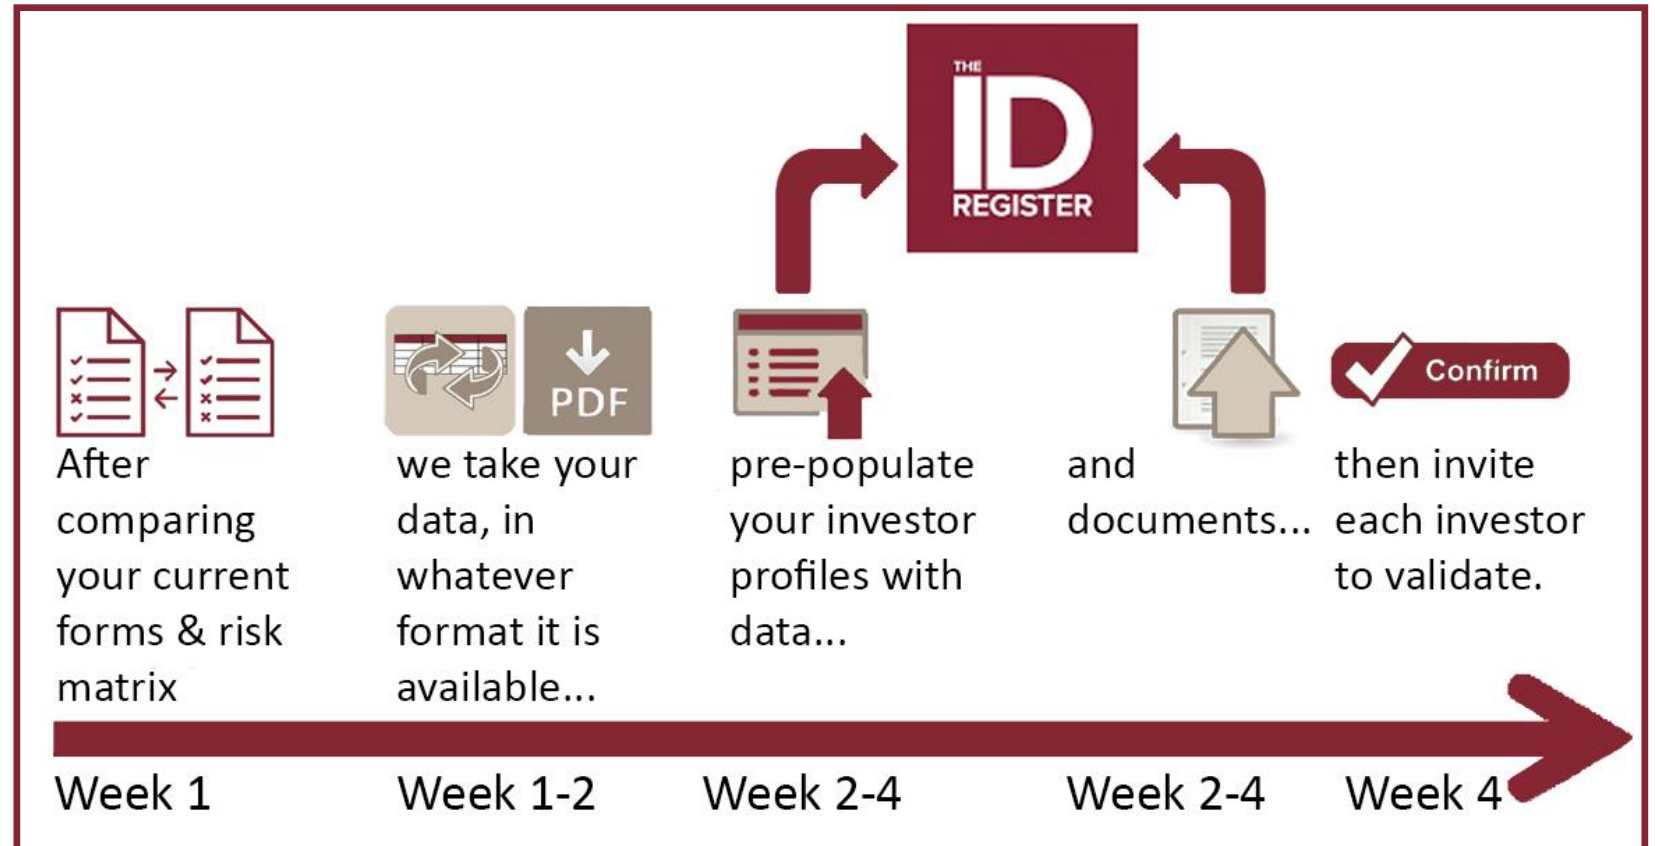 THE
ID
REGISTER
PDF
Confirm
After
comparing
your current
forms & risk
matrix
we take your
data, in
whatever
format it is
available...
pre-populate
your investor
profiles with
data...
and
documents...
then invite
each investor
to validate.
Week 1
Week 1-2
Week 2-4
Week 2-4
Week 4